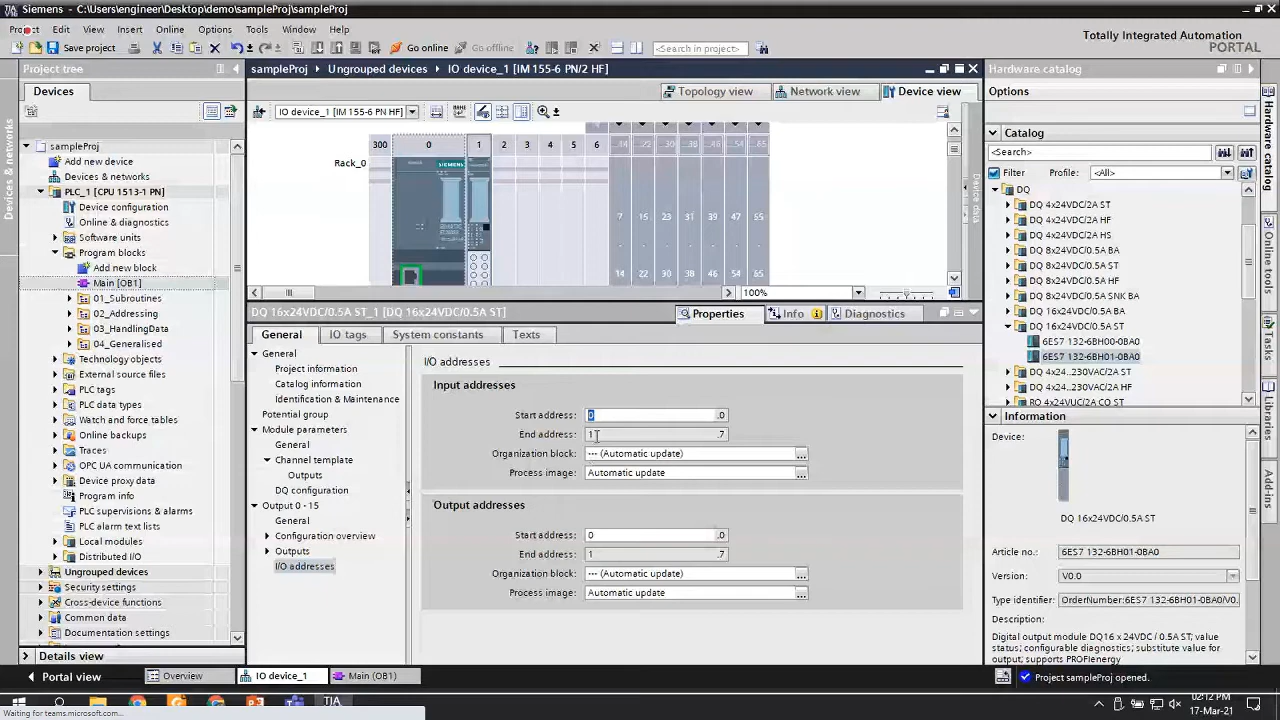 Siemens - C:\Users\engineer\Desktop\demo\sampleProj\sampleProj
Project Edit View Insert Online Options Tools Window Help
Totally Integrated Automation
PORTAL
Save project
Go online
Go offline
<Search in project>
Project tree
Devices
Devices & networks
sampleProj
Add new device
Devices & networks
PLC_1 [CPU 1513-1 PN]
Device configuration
Online & diagnostics
Software units
Program blocks
Add new block
Main [OB1]
01_Subroutines
02_Addressing
03_HandlingData
04_Generalised
Technology objects
External source files
PLC tags
PLC data types
Watch and force tables
Online backups
Traces
OPC UA communication
Device proxy data
Program info
PLC supervisions & alarms
PLC alarm text lists
Local modules
Distributed I/O
Ungrouped devices
Security settings
Cross-device functions
Common data
Documentation settings
Details view
sampleProj Ungrouped devices IO device_1 [IM 155-6 PN/2 HF]
Topology view
Network view
Device view
IO device_1 [IM 155-6 PN HF]
300 0 1 2 3 4 5 6
Rack_0
SIEMENS
7 15 23 31 39 47 55
- - - - - - -
14 22 30 38 46 54 65
100%
Device data
DQ 16x24VDC/0.5A ST_1 [DQ 16x24VDC/0.5A ST]
Properties
Info
Diagnostics
General
IO tags
System constants
Texts
General
Project information
Catalog information
Identification & Maintenance
Potential group
Module parameters
General
Channel template
Outputs
DQ configuration
Output 0 - 15
General
Configuration overview
Outputs
I/O addresses
I/O addresses
Input addresses
Start address: 0 .0
End address: 1 .7
Organization block: --- (Automatic update)
Process image: Automatic update
Output addresses
Start address: 0 .0
End address: 1 .7
Organization block: --- (Automatic update)
Process image: Automatic update
Hardware catalog
Options
Catalog
<Search>
Filter
Profile: <All>
DQ
DQ 4x24VDC/2A ST
DQ 4x24VDC/2A HF
DQ 4x24VDC/2A HS
DQ 8x24VDC/0.5A BA
DQ 8x24VDC/0.5A ST
DQ 8x24VDC/0.5A HF
DQ 8x24VDC/0.5A SNK BA
DQ 16x24VDC/0.5A BA
DQ 16x24VDC/0.5A ST
6ES7 132-6BH00-0BA0
6ES7 132-6BH01-0BA0
DQ 4x24..230VAC/2A ST
DQ 4x24..230VAC/2A HF
RQ 4x24VUC/2A CO ST
Information
Device:
DQ 16x24VDC/0.5A ST
Article no.: 6ES7 132-6BH01-0BA0
Version: V0.0
Type identifier: OrderNumber:6ES7 132-6BH01-0BA0/V0.
Description:
Digital output module DQ16 x 24VDC / 0.5A ST; value
status; configurable diagnostics; substitute value for
output; supports PROFIenergy
Hardware catalog
Online tools
Tasks
Libraries
Add-ins
Portal view
Overview
IO device_1
Main (OB1)
Project sampleProj opened.
Waiting for teams.microsoft.com...
02:12 PM
17-Mar-21